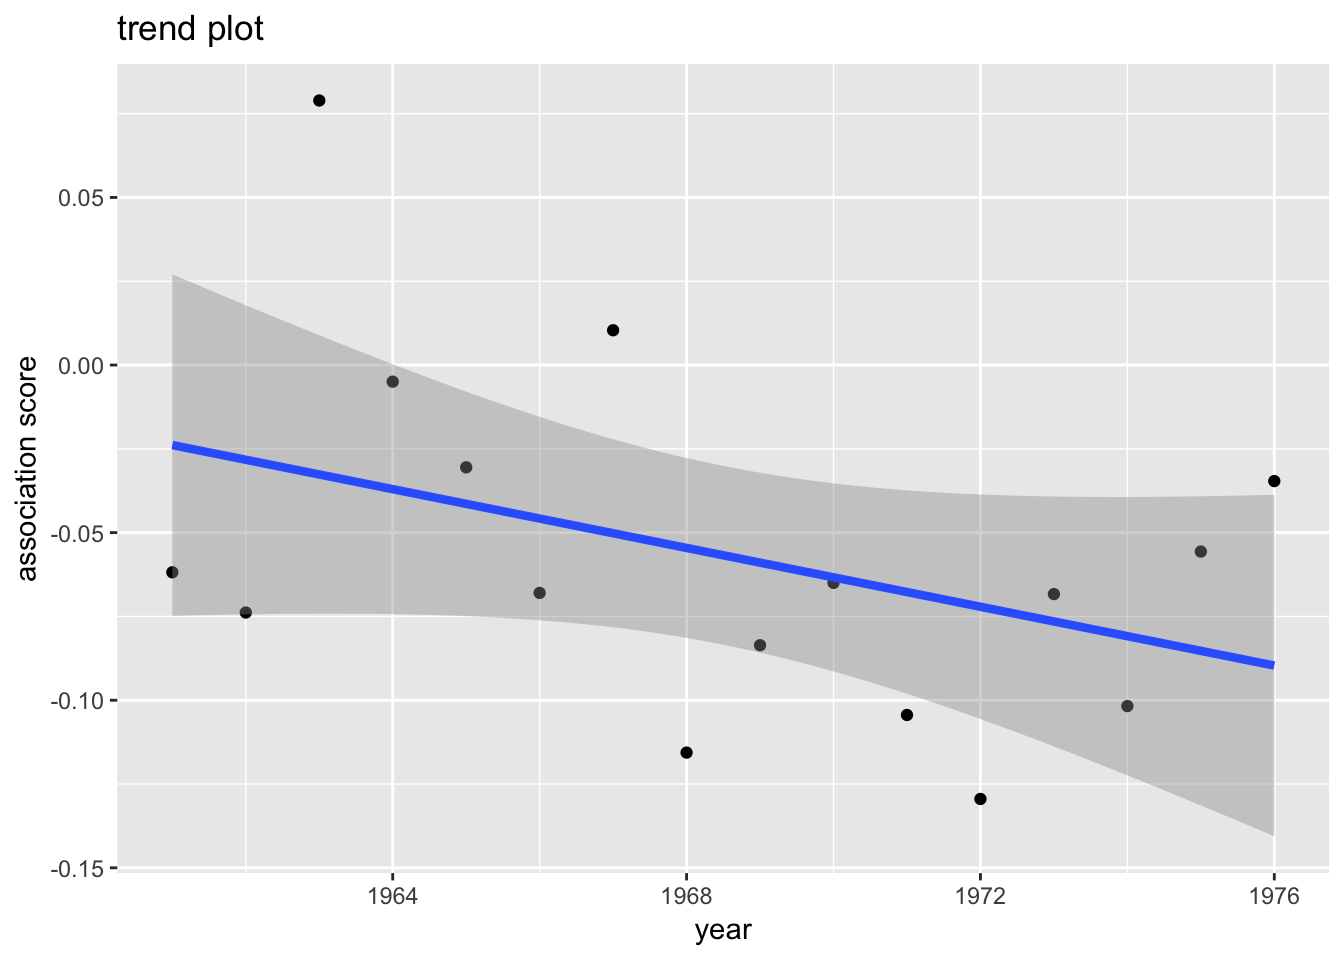 trend plot
0.05
0.00
-0.05
-0.10
-0.15
association score
1964 1968 1972 1976
year